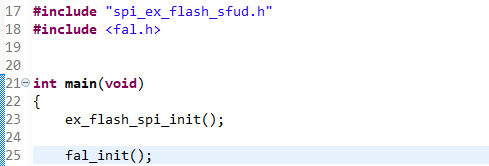 17 #include "spi_ex_flash_sfud.h"
18 #include <fal.h>
19
20
21 int main(void)
22 {
23     ex_flash_spi_init();
24
25     fal_init();